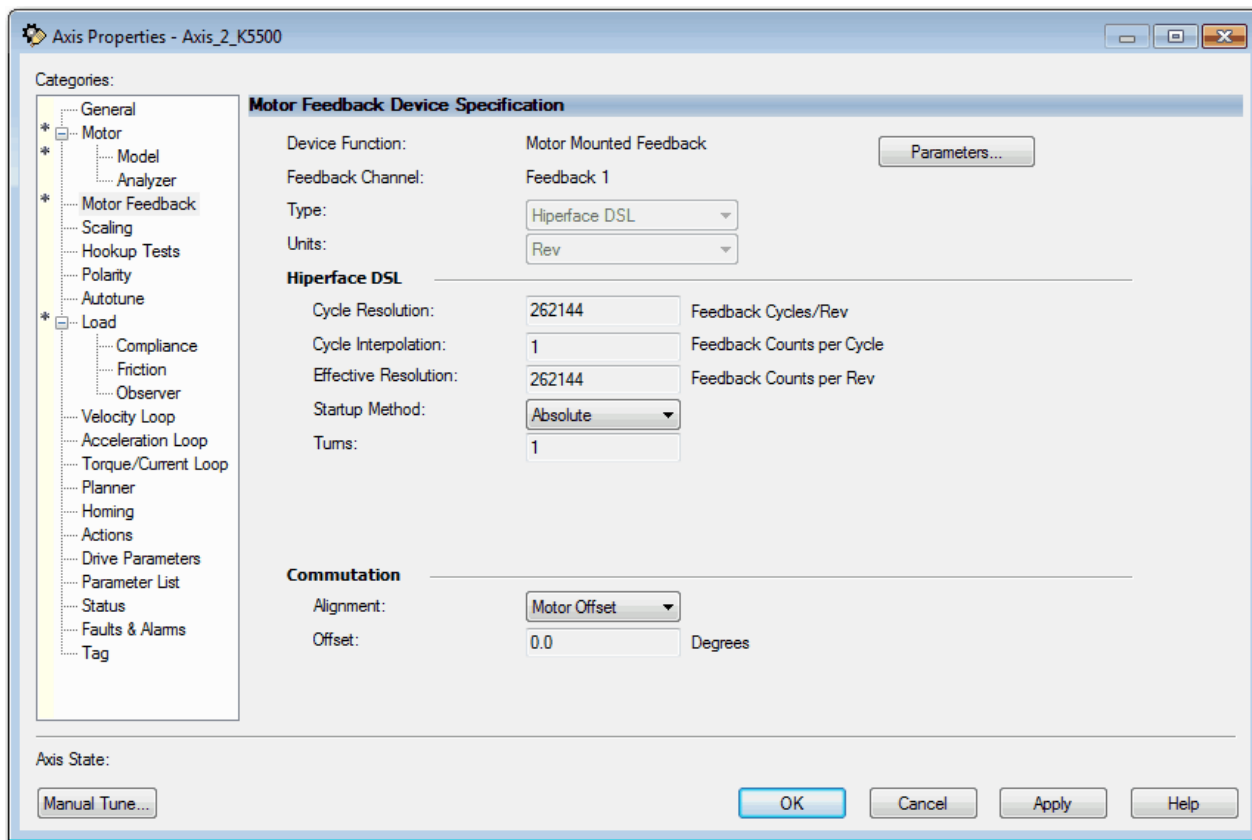 Axis Properties - Axis_2_K5500
Categories:
General
* Motor
* Model
Analyzer
* Motor Feedback
Scaling
Hookup Tests
Polarity
Autotune
* Load
Compliance
Friction
Observer
Velocity Loop
Acceleration Loop
Torque/Current Loop
Planner
Homing
Actions
Drive Parameters
Parameter List
Status
Faults & Alarms
Tag
Motor Feedback Device Specification
Device Function: Motor Mounted Feedback Parameters...
Feedback Channel: Feedback 1
Type: Hiperface DSL
Units: Rev
Hiperface DSL
Cycle Resolution: 262144 Feedback Cycles/Rev
Cycle Interpolation: 1 Feedback Counts per Cycle
Effective Resolution: 262144 Feedback Counts per Rev
Startup Method: Absolute
Turns: 1
Commutation
Alignment: Motor Offset
Offset: 0.0 Degrees
Axis State:
Manual Tune... OK Cancel Apply Help